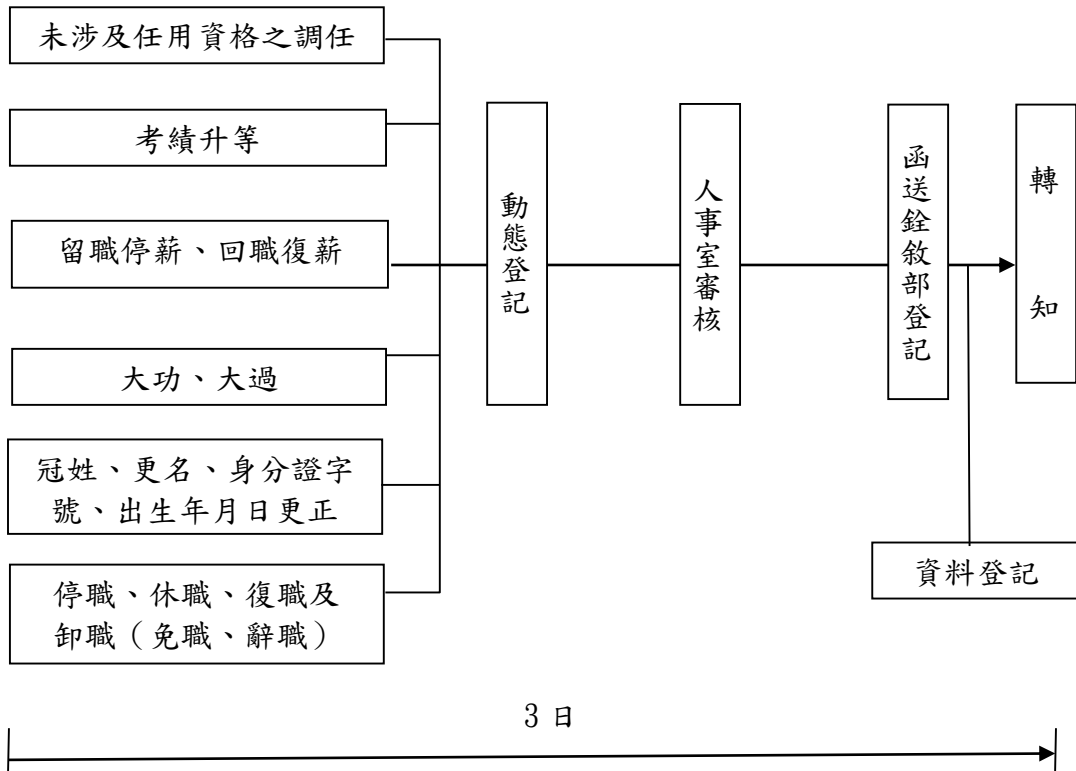 未涉及任用資格之調任
考績升等
留職停薪、回職復薪
大功、大過
冠姓、更名、身分證字
號、出生年月日更正
停職、休職、復職及
卸職（免職、辭職）
動態登記
人事室審核
函送銓敘部登記
轉知
資料登記
3 日